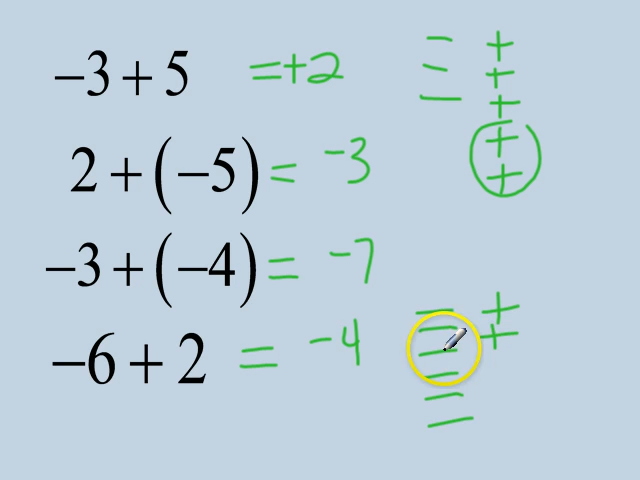 −3 + 5 = +2
2 + (−5) = −3
−3 + (−4) = −7
−6 + 2 = −4
− +
− +
− +
+
+
− +
− +
−
−
−
−